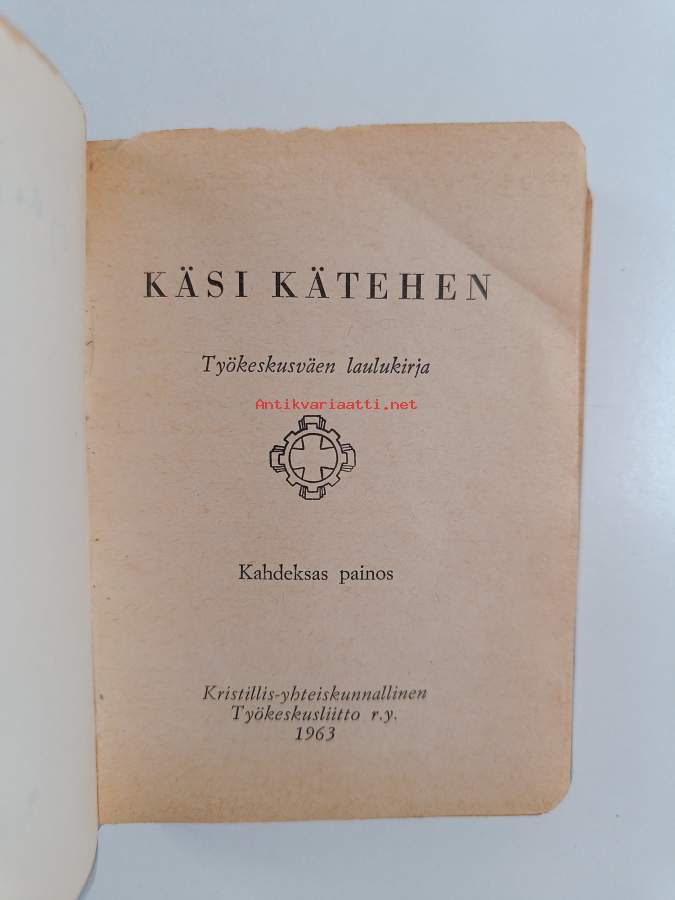 KÄSI KÄTEHEN
Työkeskusväen laulukirja
Antikvariaatti.net
Kahdeksas painos
Kristillis-yhteiskunnallinen
Työkeskusliitto r.y.
1963